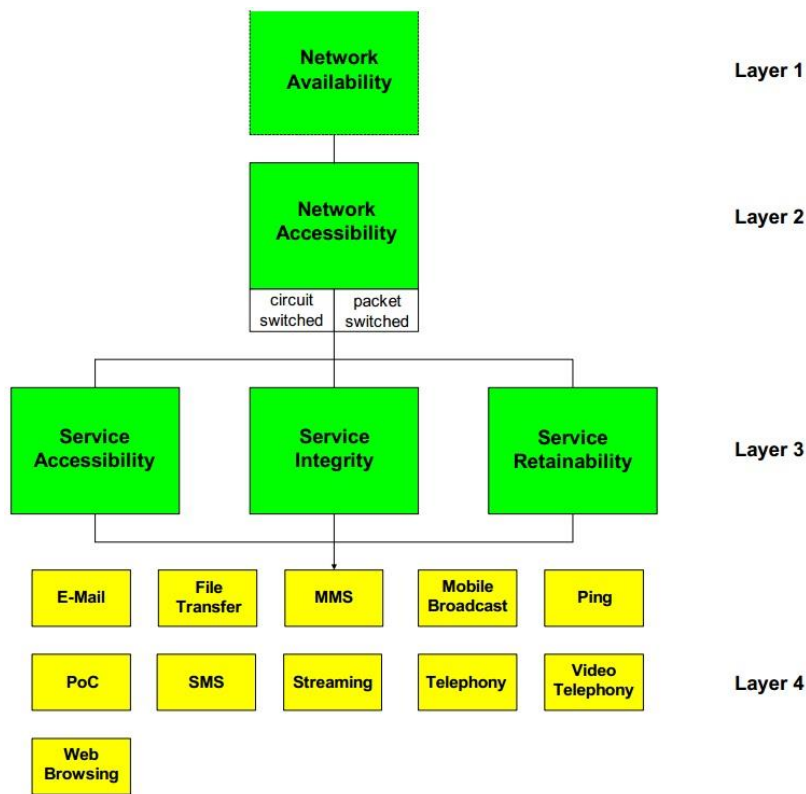 Network
Availability
Layer 1
Network
Accessibility
Layer 2
circuit
switched
packet
switched
Service
Accessibility
Service
Integrity
Service
Retainability
Layer 3
E-Mail
File
Transfer
MMS
Mobile
Broadcast
Ping
PoC
SMS
Streaming
Telephony
Video
Telephony
Layer 4
Web
Browsing